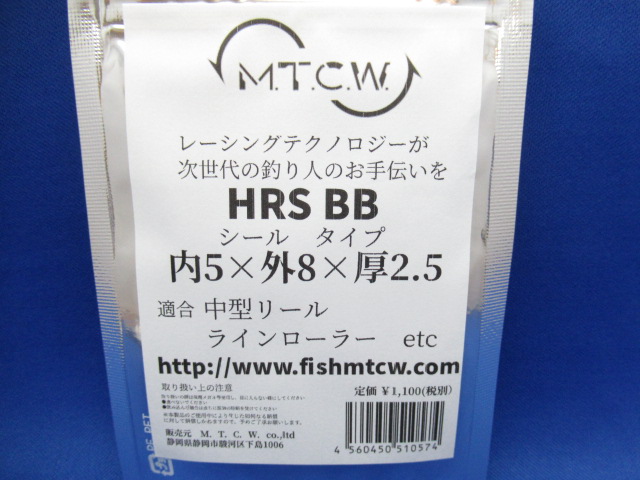 M.T.C.W.
レーシングテクノロジーが
次世代の釣り人のお手伝いを
HRS BB
シール タイプ
内5×外8×厚2.5
適合 中型リール
ラインローラー etc
http://www.fishmtcw.com
取り扱い上の注意
定価 ¥1,100(税別)
販売元 M. T. C. W. co.,ltd
静岡県静岡市駿河区下島1006
4 560450 510574